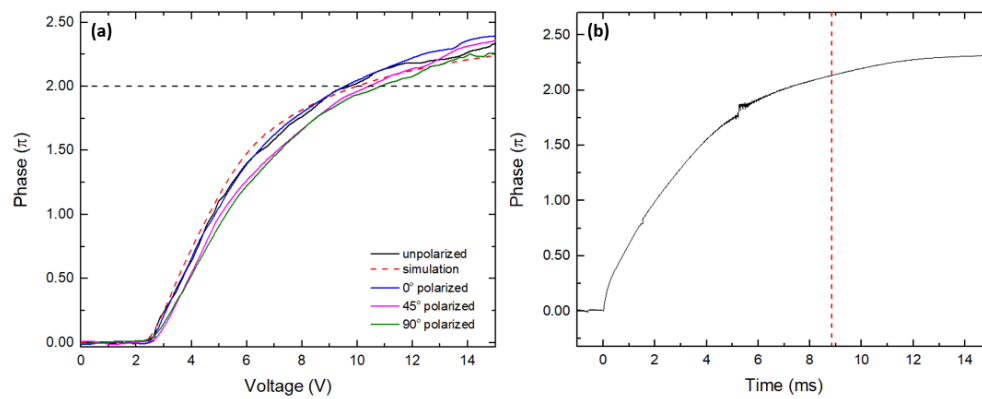 (a)
2.50
2.00
1.50
1.00
0.50
0.00
Phase (π)
0 2 4 6 8 10 12 14
Voltage (V)
unpolarized
simulation
0° polarized
45° polarized
90° polarized
(b)
2.50
2.00
1.50
1.00
0.50
0.00
Phase (π)
0 2 4 6 8 10 12 14
Time (ms)